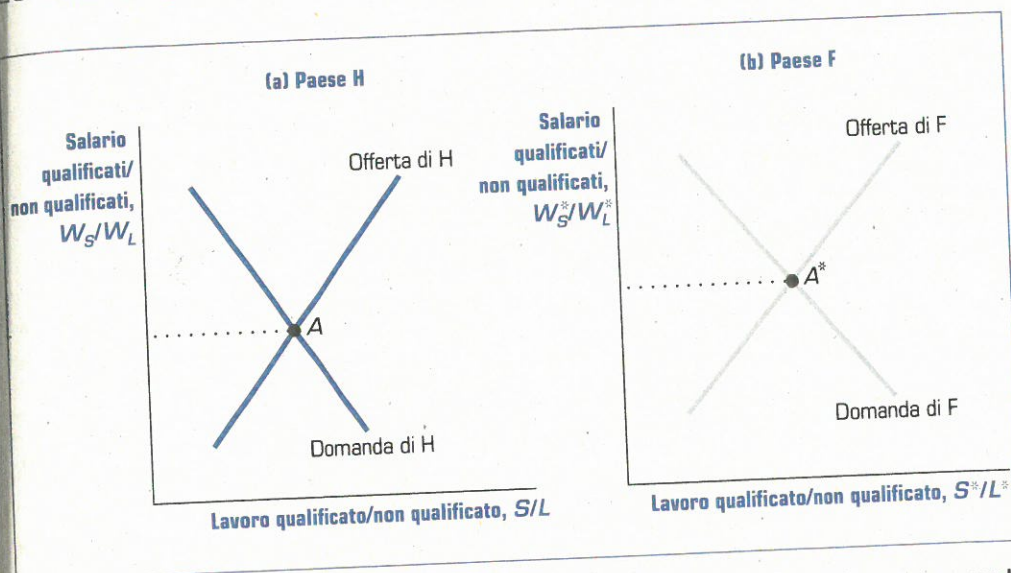 (a) Paese H
Salario
qualificati/
non qualificati,
W_S/W_L
Offerta di H
A
Domanda di H
Lavoro qualificato/non qualificato, S/L
(b) Paese F
Salario
qualificati/
non qualificati,
W*_S/W*_L
Offerta di F
A*
Domanda di F
Lavoro qualificato/non qualificato, S*/L*